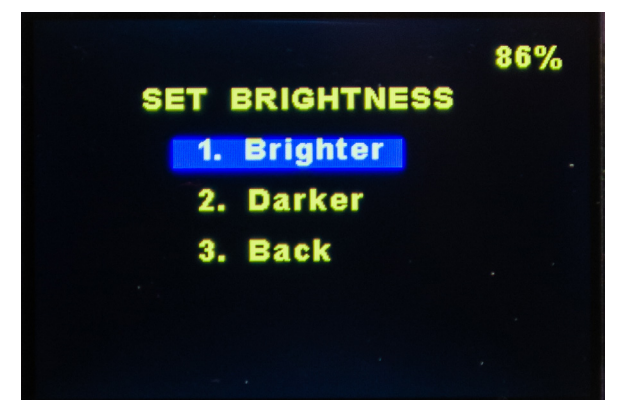 86%
SET BRIGHTNESS
1. Brighter
2. Darker
3. Back